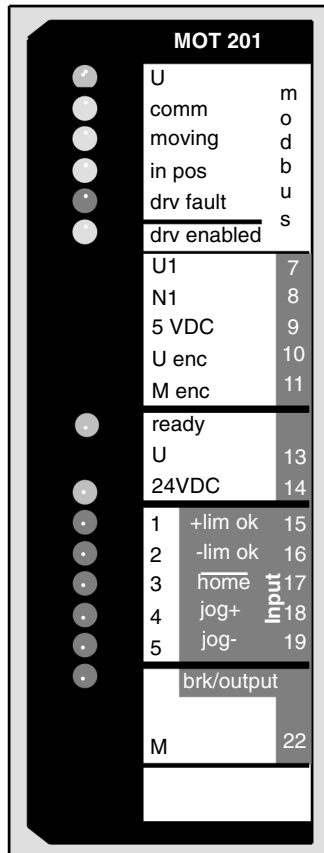 MOT 201
U
comm
moving
in pos
drv fault
drv enabled
modbus
U1 7
N1 8
5 VDC 9
U enc 10
M enc 11
ready
U 13
24VDC 14
1 +lim ok 15
2 -lim ok 16
3 home 17
4 jog+ 18
5 jog- 19
Input
brk/output
M 22